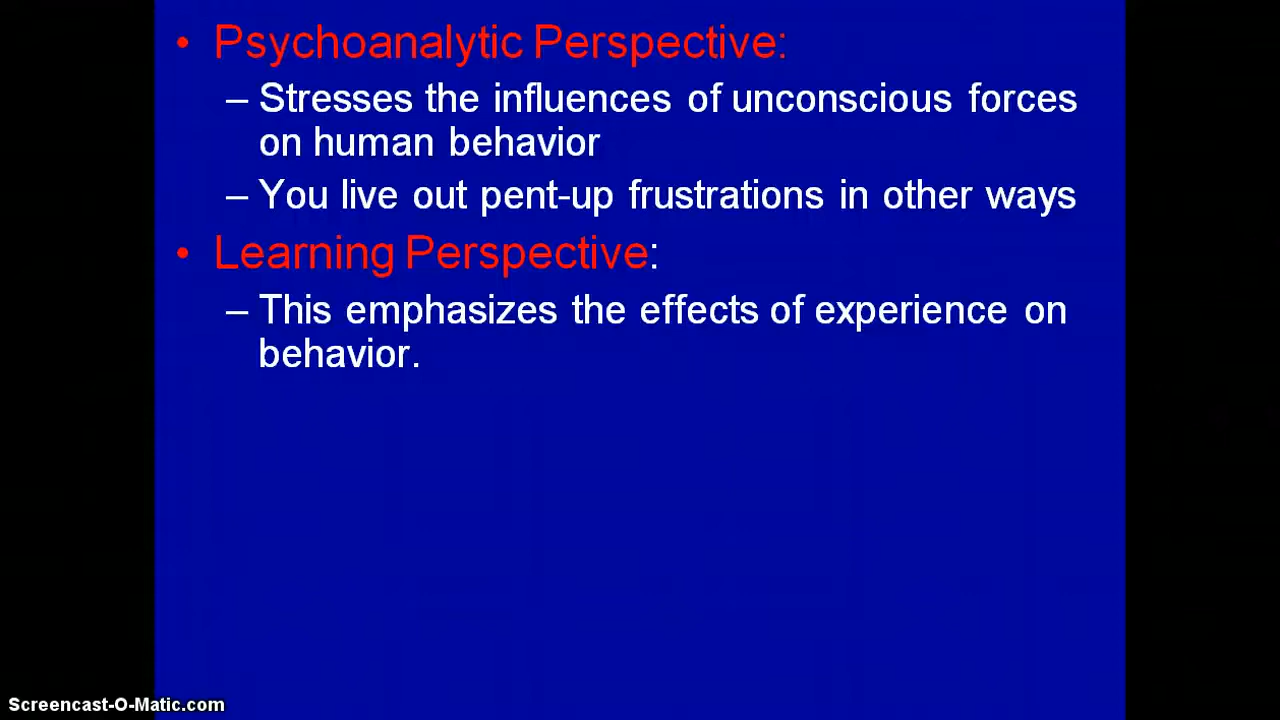 • Psychoanalytic Perspective:
– Stresses the influences of unconscious forces
on human behavior
– You live out pent-up frustrations in other ways
• Learning Perspective:
– This emphasizes the effects of experience on
behavior.
Screencast-O-Matic.com